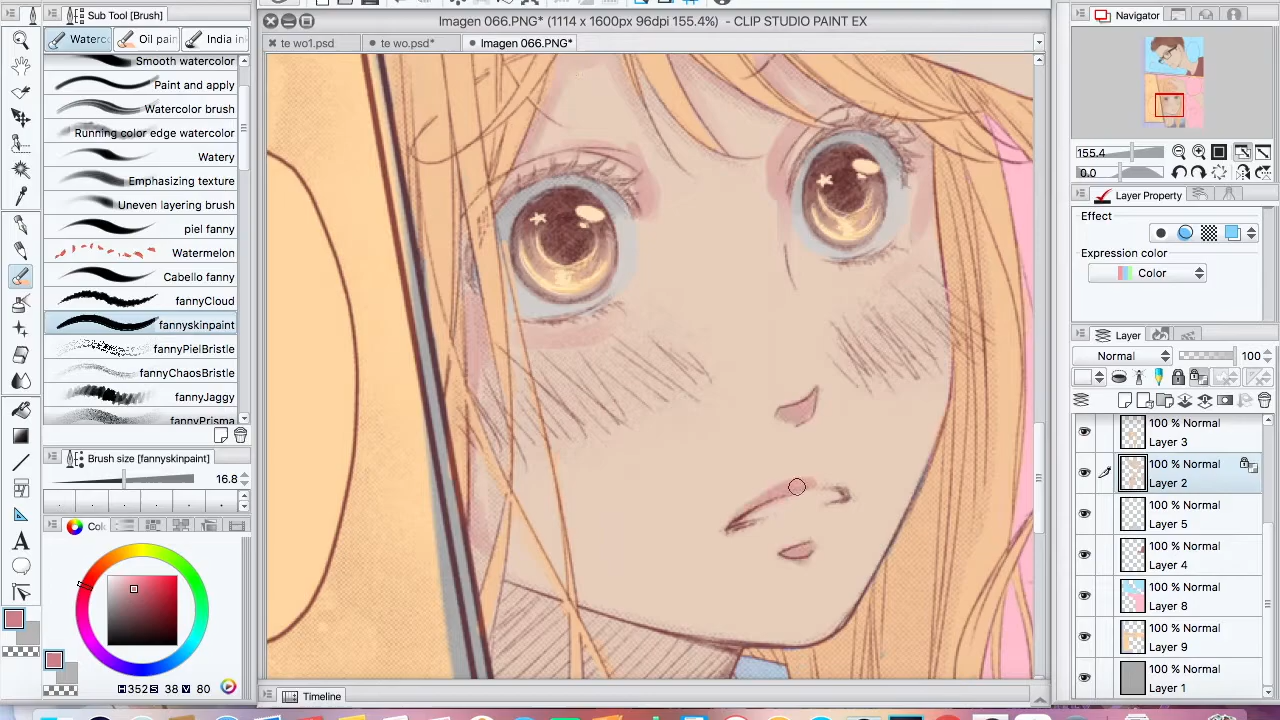 Sub Tool [Brush]
Waterc Oil pain India in
Smooth watercolor
Paint and apply
Watercolor brush
Running color edge watercolor
Watery
Emphasizing texture
Uneven layering brush
piel fanny
Watermelon
Cabello fanny
fannyCloud
fannyskinpaint
fannyPielBristle
fannyChaosBristle
fannyJaggy
fannyPrisma
Brush size [fannyskinpaint]
16.8
Col
H 352 S 38 V 80
Imagen 066.PNG* (1114 x 1600px 96dpi 155.4%) - CLIP STUDIO PAINT EX
te wo1.psd
te wo.psd*
Imagen 066.PNG*
Timeline
Navigator
155.4
0.0
Layer Property
Effect
Expression color
Color
Layer
Normal
100
100 % Normal
Layer 3
100 % Normal
Layer 2
100 % Normal
Layer 5
100 % Normal
Layer 4
100 % Normal
Layer 8
100 % Normal
Layer 9
100 % Normal
Layer 1